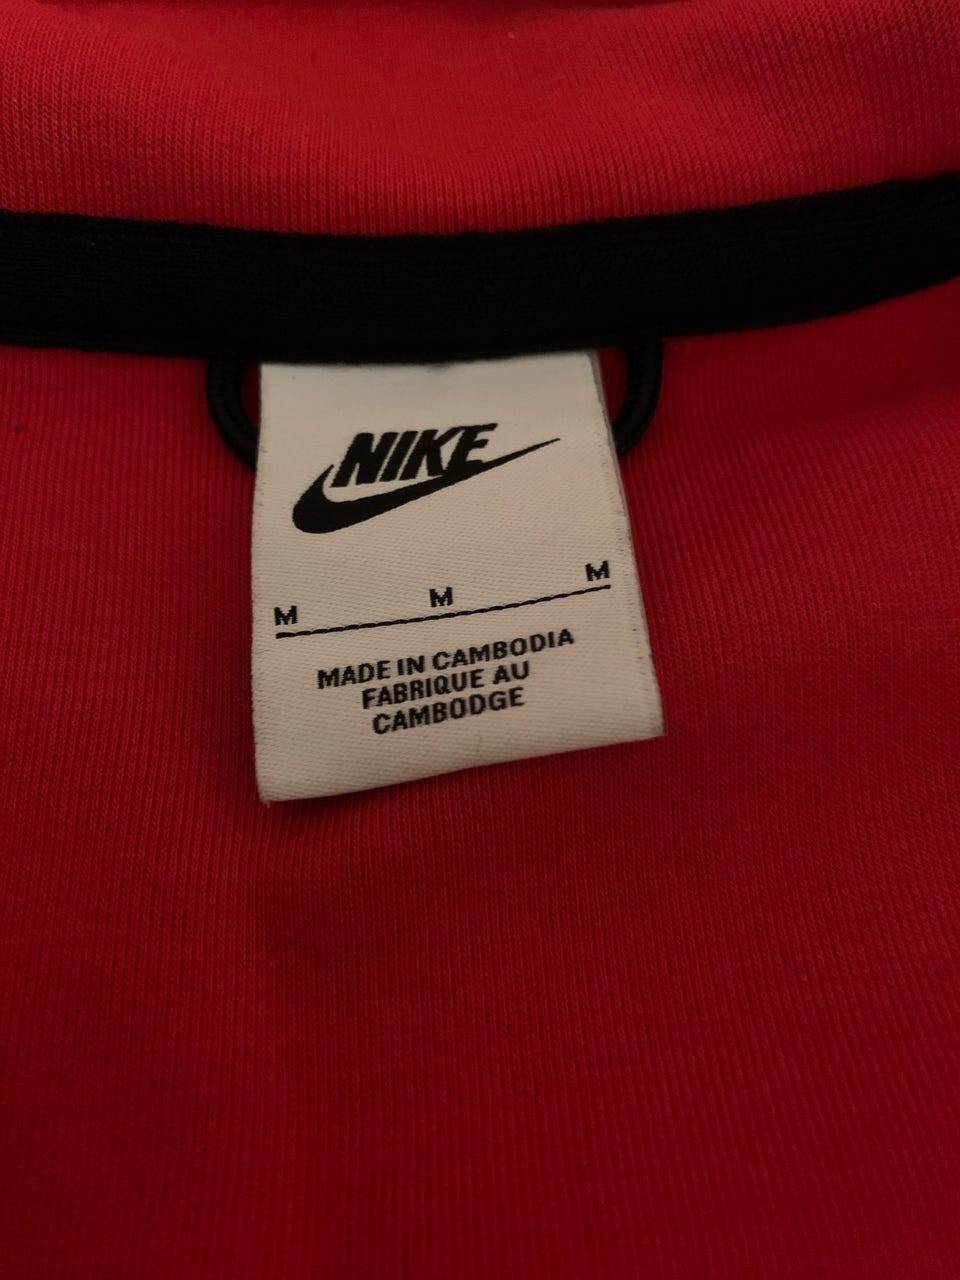 NIKE
M M M
MADE IN CAMBODIA
FABRIQUE AU
CAMBODGE